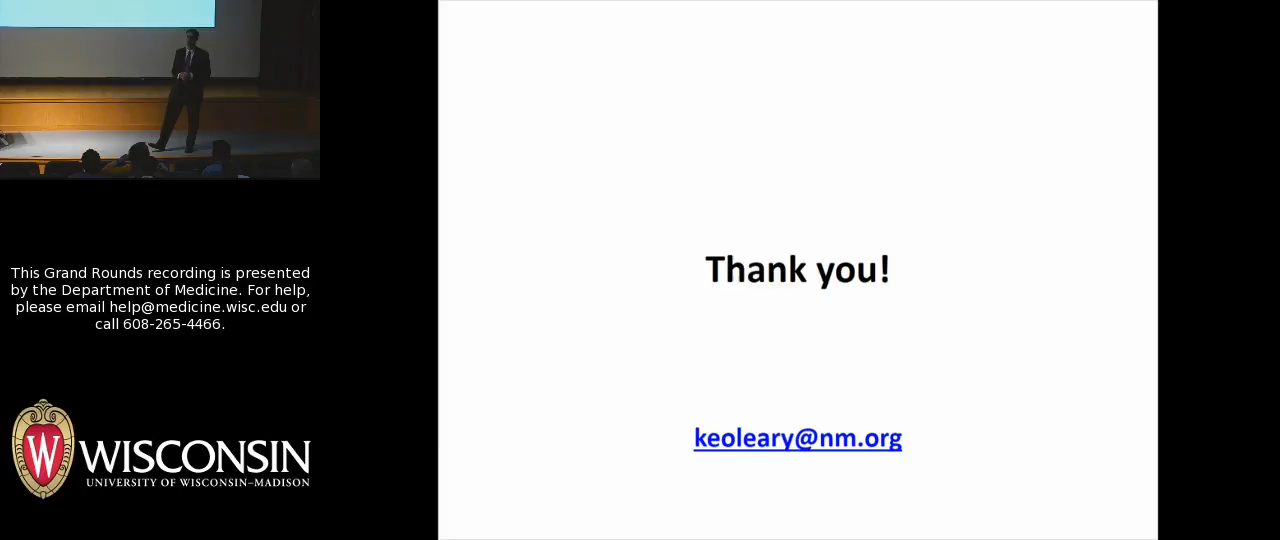 This Grand Rounds recording is presented
by the Department of Medicine. For help,
please email help@medicine.wisc.edu or
call 608-265-4466.
W WISCONSIN
UNIVERSITY OF WISCONSIN–MADISON
Thank you!
keoleary@nm.org